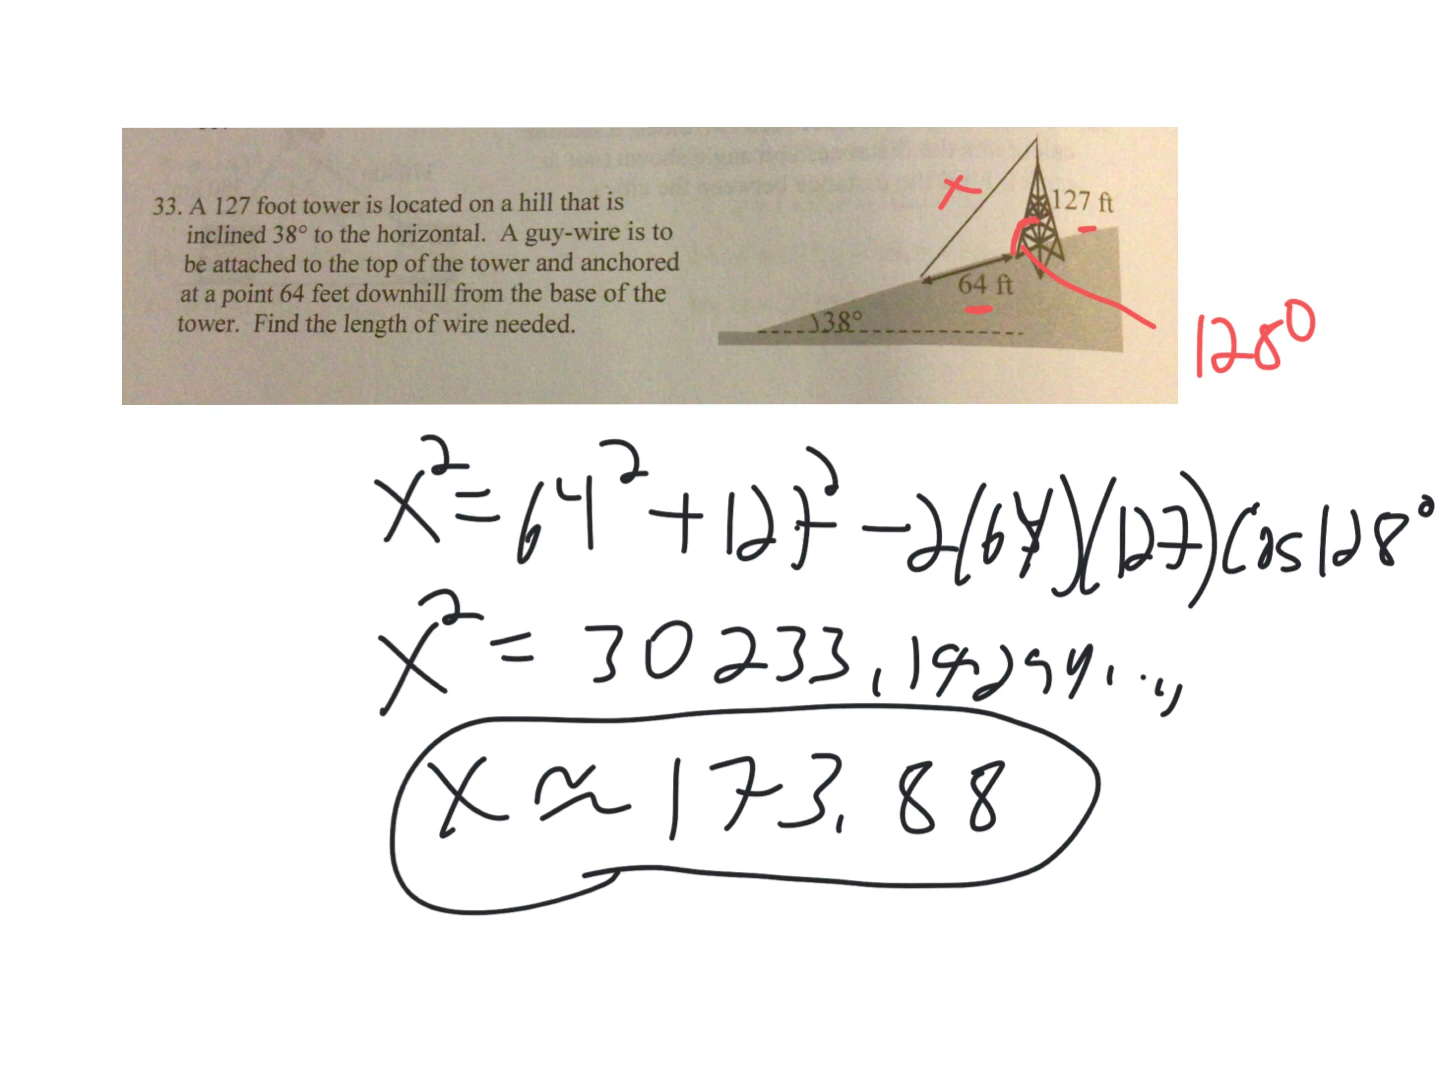 33. A 127 foot tower is located on a hill that is
inclined 38° to the horizontal. A guy-wire is to
be attached to the top of the tower and anchored
at a point 64 feet downhill from the base of the
tower. Find the length of wire needed.
x
127 ft
64 ft
38°
128°
x² = 64² + 127² - 2(64)(127) cos 128°
x² = 30233.19294...
x ≈ 173.88